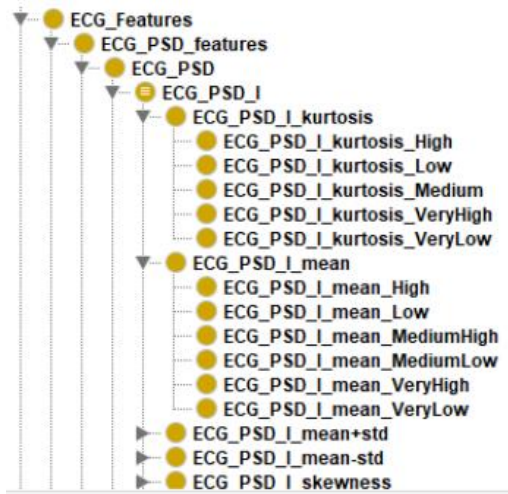 ECG_Features
ECG_PSD_features
ECG_PSD
ECG_PSD_I
ECG_PSD_I_kurtosis
ECG_PSD_I_kurtosis_High
ECG_PSD_I_kurtosis_Low
ECG_PSD_I_kurtosis_Medium
ECG_PSD_I_kurtosis_VeryHigh
ECG_PSD_I_kurtosis_VeryLow
ECG_PSD_I_mean
ECG_PSD_I_mean_High
ECG_PSD_I_mean_Low
ECG_PSD_I_mean_MediumHigh
ECG_PSD_I_mean_MediumLow
ECG_PSD_I_mean_VeryHigh
ECG_PSD_I_mean_VeryLow
ECG_PSD_I_mean+std
ECG_PSD_I_mean-std
ECG_PSD_I_skewness